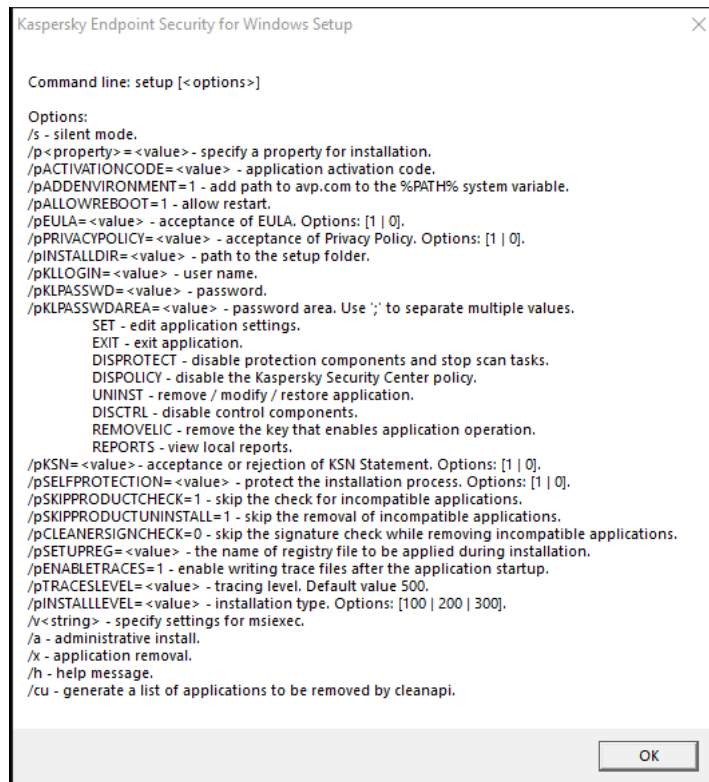 Kaspersky Endpoint Security for Windows Setup
Command line: setup [<options>]
Options:
/s - silent mode.
/p<property>=<value>- specify a property for installation.
/pACTIVATIONCODE=<value> - application activation code.
/pADDENVIRONMENT=1 - add path to avp.com to the %PATH% system variable.
/pALLOWREBOOT=1 - allow restart.
/pEULA=<value> - acceptance of EULA. Options: [1 | 0].
/pPRIVACYPOLICY=<value> - acceptance of Privacy Policy. Options: [1 | 0].
/pINSTALLDIR=<value> - path to the setup folder.
/pKLLOGIN=<value> - user name.
/pKLPASSWD=<value> - password.
/pKLPASSWDAREA=<value> - password area. Use ';' to separate multiple values.
SET - edit application settings.
EXIT - exit application.
DISPROTECT - disable protection components and stop scan tasks.
DISPOLICY - disable the Kaspersky Security Center policy.
UNINST - remove / modify / restore application.
DISCTRL - disable control components.
REMOVELIC - remove the key that enables application operation.
REPORTS - view local reports.
/pKSN=<value>- acceptance or rejection of KSN Statement. Options: [1 | 0].
/pSELFPROTECTION=<value> - protect the installation process. Options: [1 | 0].
/pSKIPPRODUCTCHECK=1 - skip the check for incompatible applications.
/pSKIPPRODUCTUNINSTALL=1 - skip the removal of incompatible applications.
/pCLEANERSIGNCHECK=0 - skip the signature check while removing incompatible applications.
/pSETUPREG=<value> - the name of registry file to be applied during installation.
/pENABLETRACES=1 - enable writing trace files after the application startup.
/pTRACESLEVEL=<value> - tracing level. Default value 500.
/pINSTALLLEVEL=<value> - installation type. Options: [100 | 200 | 300].
/v<string> - specify settings for msiexec.
/a - administrative install.
/x - application removal.
/h - help message.
/cu - generate a list of applications to be removed by cleanapi.
OK